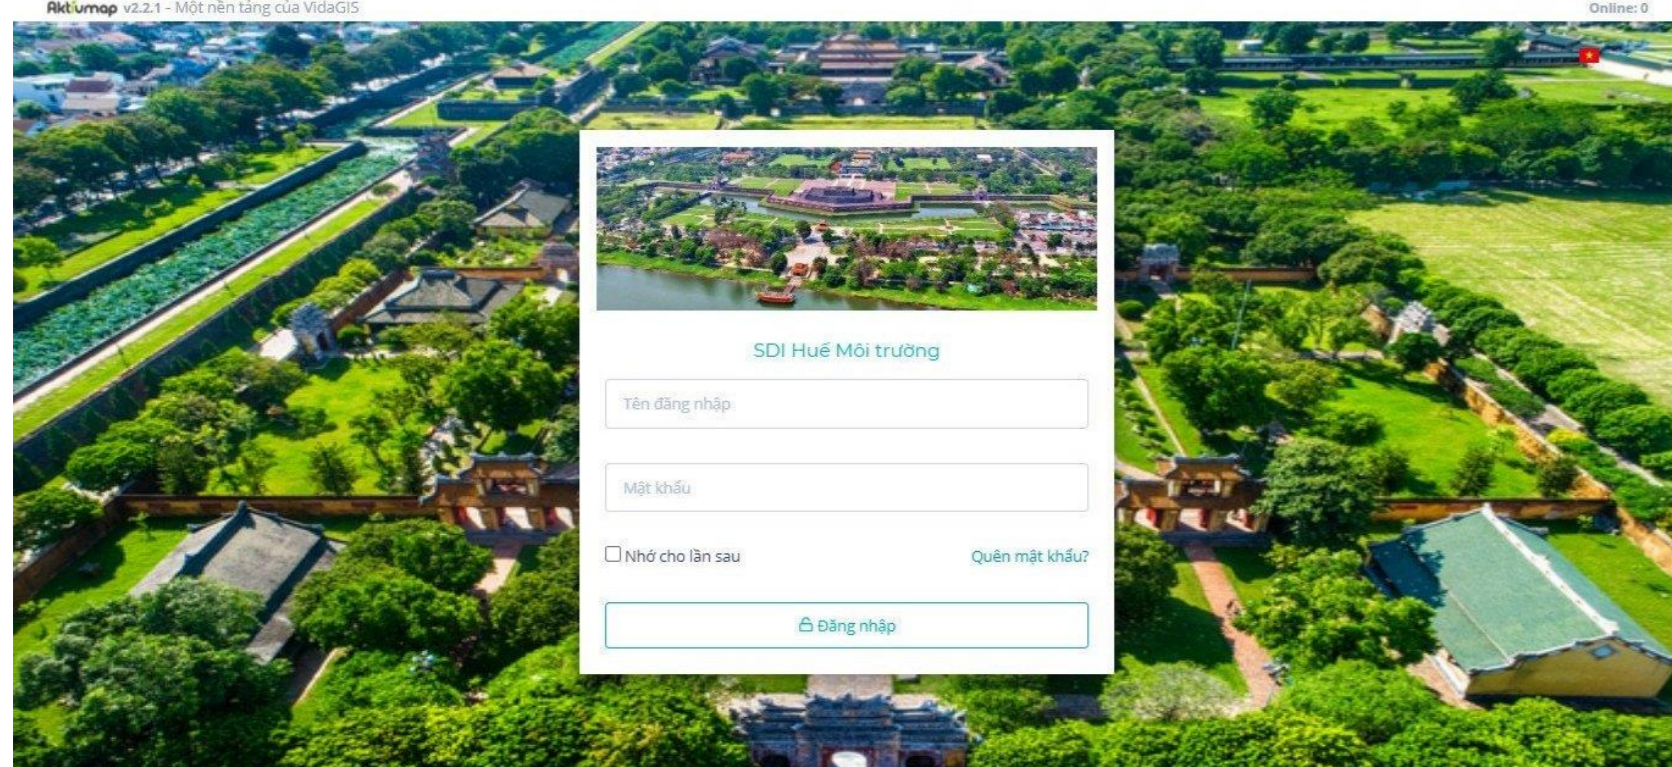 Aktivmap v2.2.1 - Một nền tảng của VidaGIS
Online: 0
SDI Huế Môi trường
Tên đăng nhập
Mật khẩu
Nhớ cho lần sau
Quên mật khẩu?
Đăng nhập